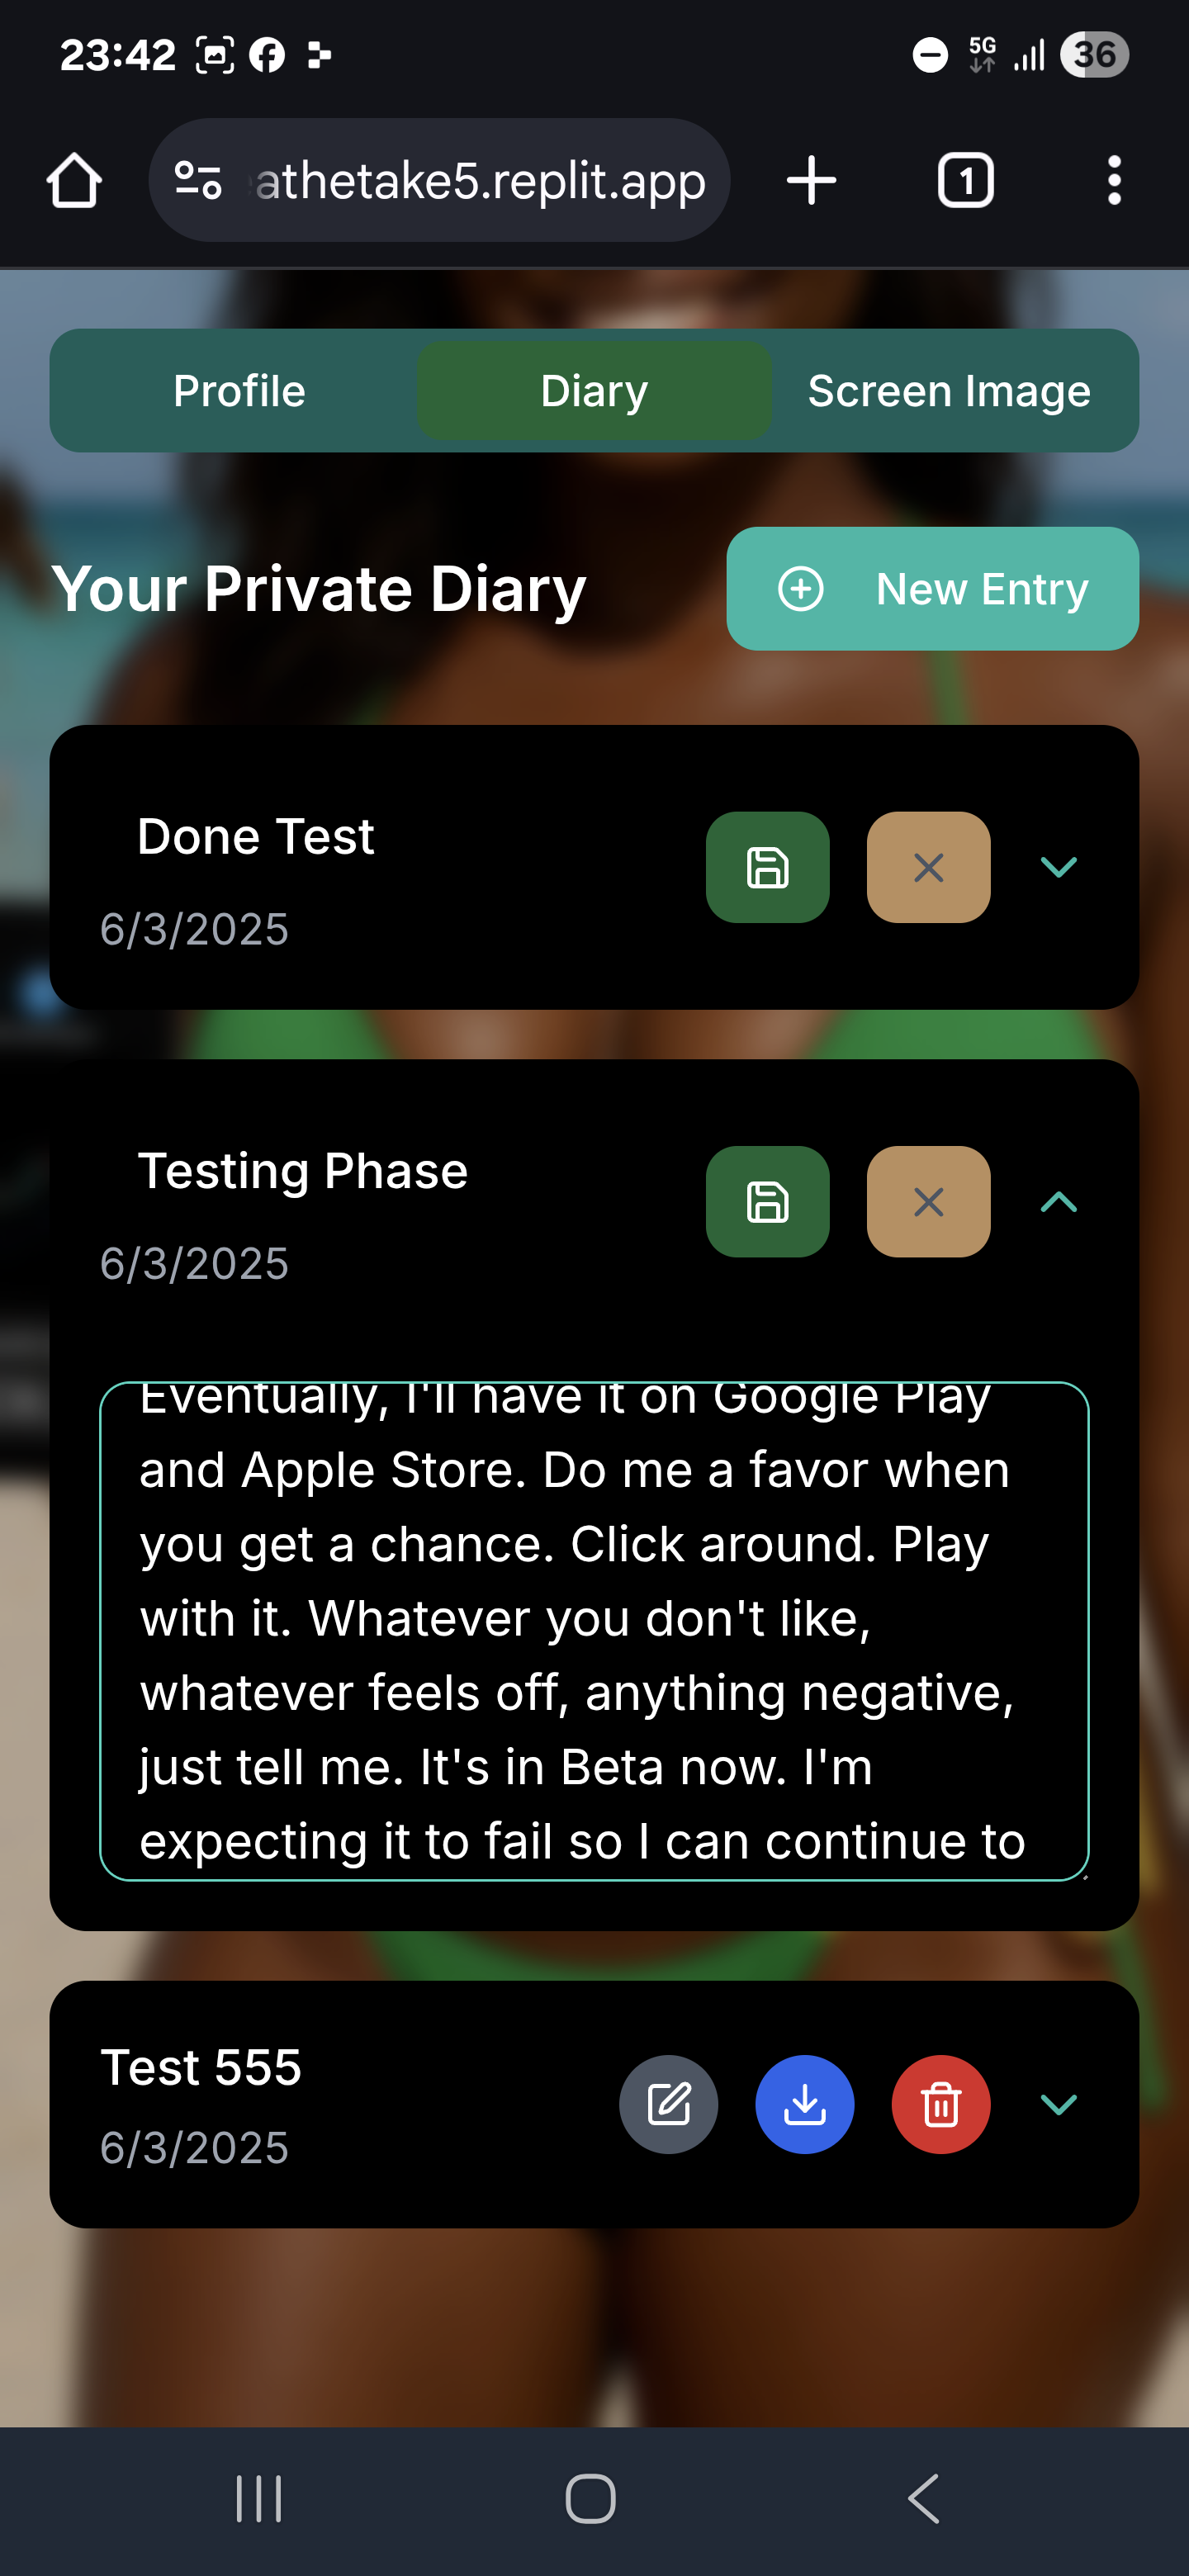 23:42
5G
36
athetake5.replit.app
1
Profile
Diary
Screen Image
Your Private Diary
New Entry
Done Test
6/3/2025
Testing Phase
6/3/2025
Eventually, I'll have it on Google Play
and Apple Store. Do me a favor when
you get a chance. Click around. Play
with it. Whatever you don't like,
whatever feels off, anything negative,
just tell me. It's in Beta now. I'm
expecting it to fail so I can continue to
Test 555
6/3/2025